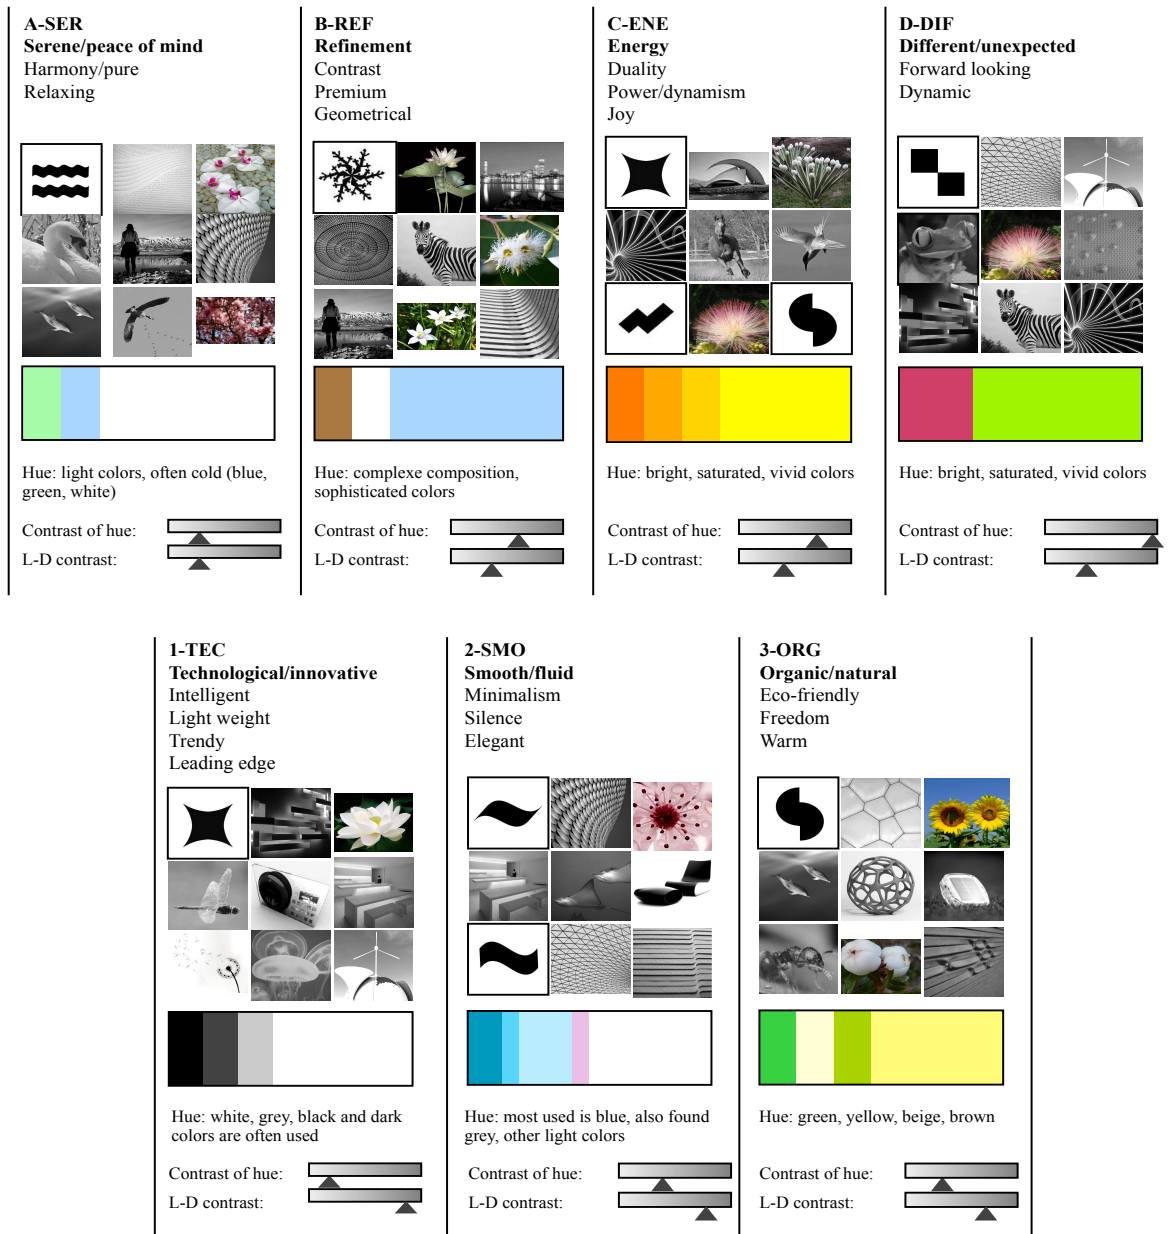 A-SER
Serene/peace of mind
Harmony/pure
Relaxing
Hue: light colors, often cold (blue,
green, white)
Contrast of hue:
L-D contrast:
B-REF
Refinement
Contrast
Premium
Geometrical
Hue: complexe composition,
sophisticated colors
Contrast of hue:
L-D contrast:
C-ENE
Energy
Duality
Power/dynamism
Joy
Hue: bright, saturated, vivid colors
Contrast of hue:
L-D contrast:
D-DIF
Different/unexpected
Forward looking
Dynamic
Hue: bright, saturated, vivid colors
Contrast of hue:
L-D contrast:
1-TEC
Technological/innovative
Intelligent
Light weight
Trendy
Leading edge
Hue: white, grey, black and dark
colors are often used
Contrast of hue:
L-D contrast:
2-SMO
Smooth/fluid
Minimalism
Silence
Elegant
Hue: most used is blue, also found
grey, other light colors
Contrast of hue:
L-D contrast:
3-ORG
Organic/natural
Eco-friendly
Freedom
Warm
Hue: green, yellow, beige, brown
Contrast of hue:
L-D contrast: